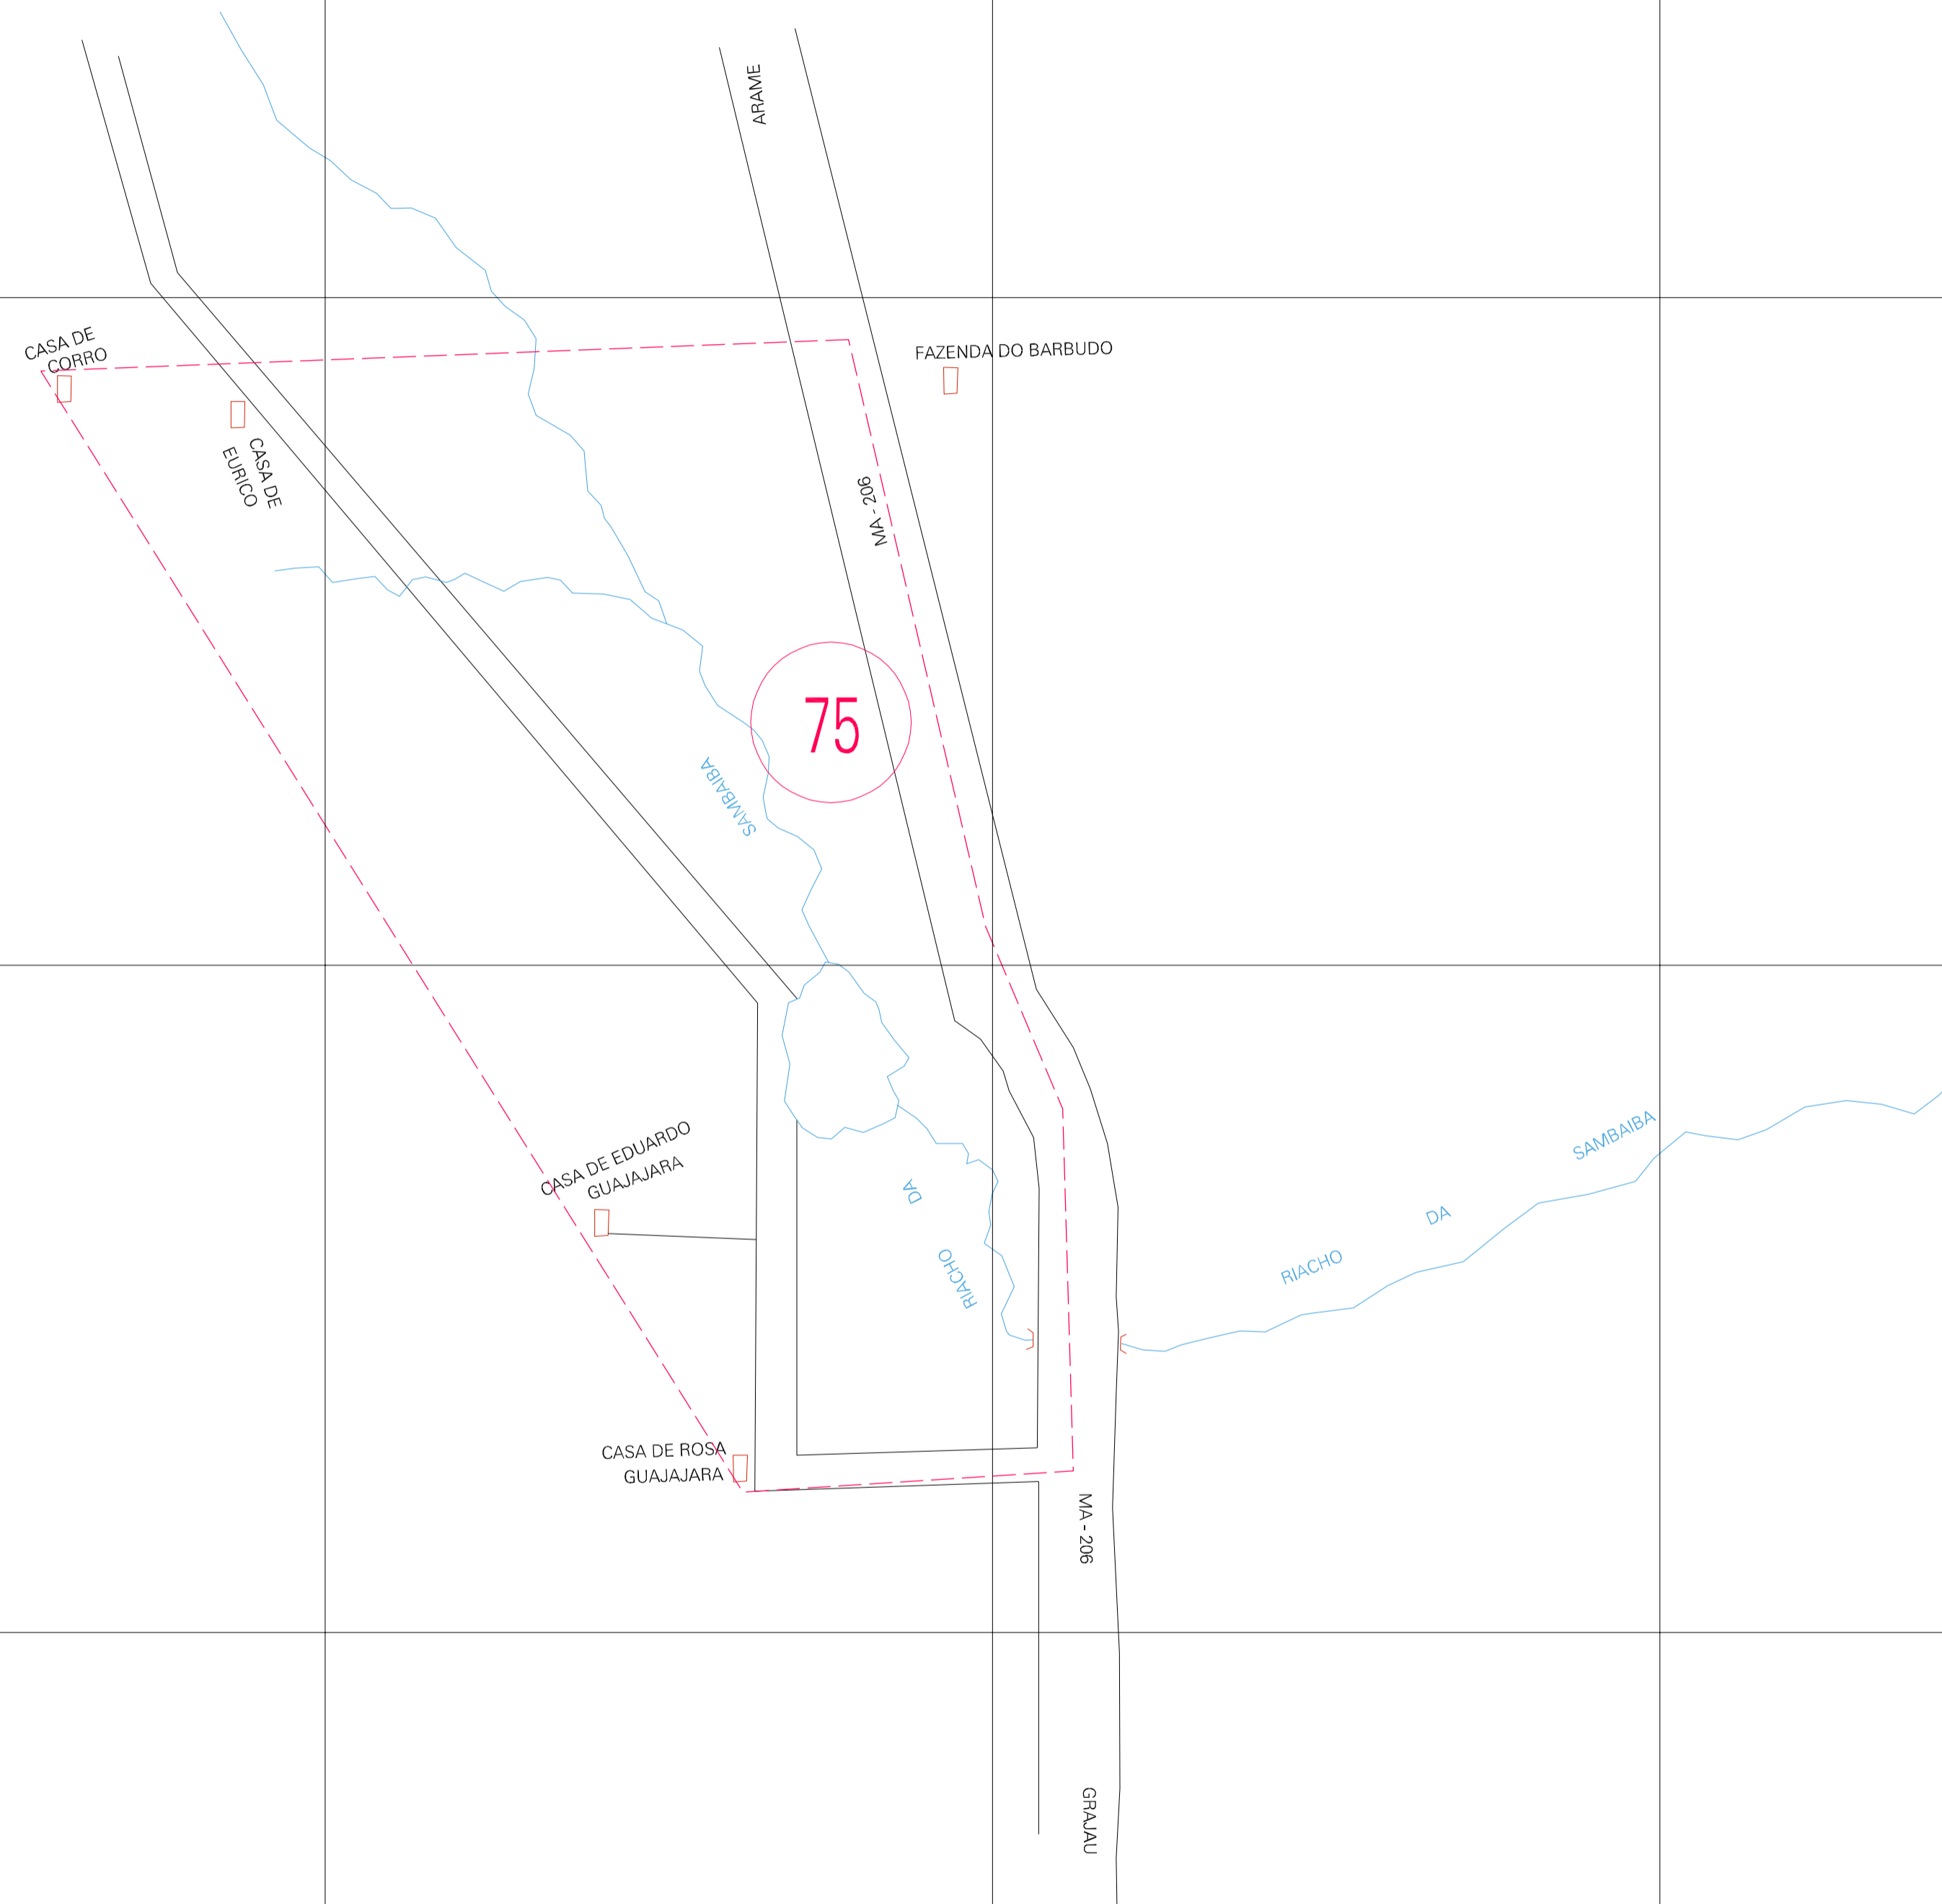 ARAME
CASA DE
CORRO
FAZENDA DO BARBUDO
CASA DE
EURICO
MA - 206
75
SAMBAIBA
CASA DE EDUARDO
GUAJAJARA
DA
RIACHO
SAMBAIBA
DA
RIACHO
CASA DE ROSA
GUAJAJARA
MA - 206
GRAJAU